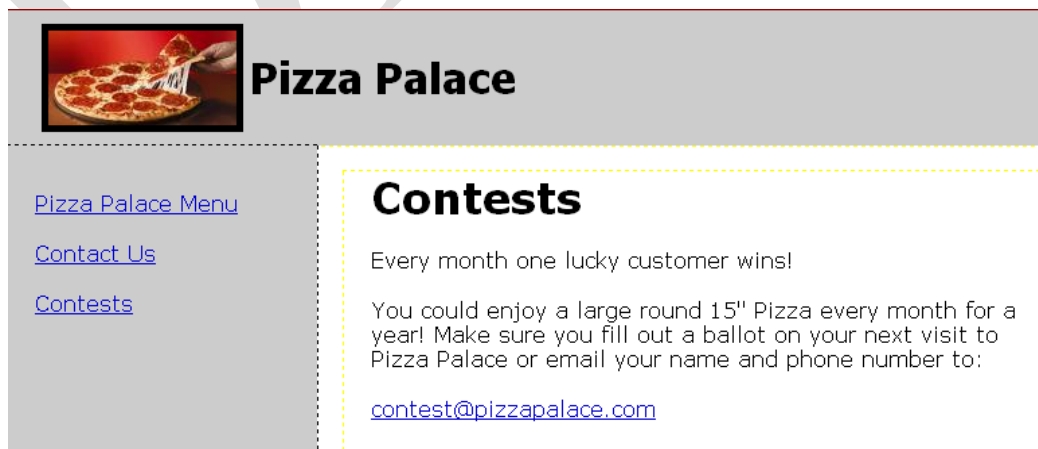 Pizza Palace
Pizza Palace Menu
Contact Us
Contests
Contests
Every month one lucky customer wins!
You could enjoy a large round 15" Pizza every month for a
year! Make sure you fill out a ballot on your next visit to
Pizza Palace or email your name and phone number to:
contest@pizzapalace.com